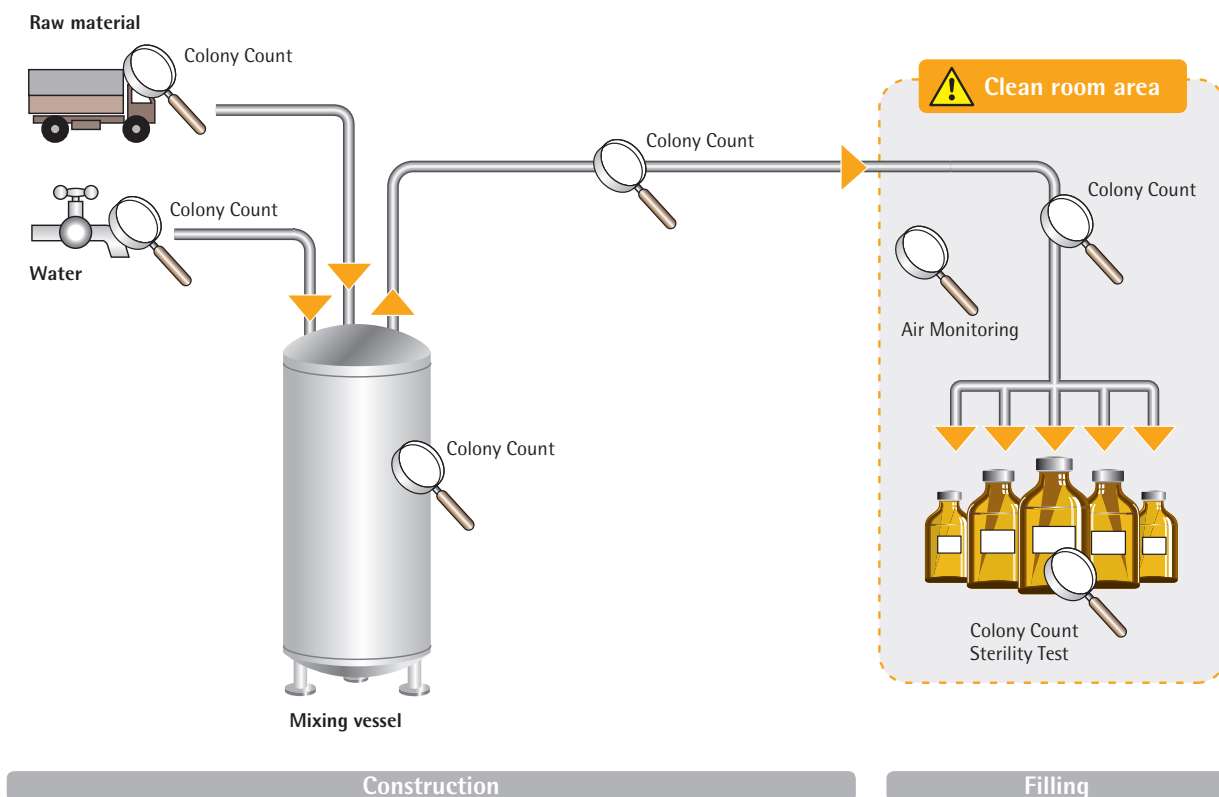 Raw material
Colony Count
Clean room area
Colony Count
Colony Count
Colony Count
Water
Air Monitoring
Colony Count
Colony Count
Sterility Test
Mixing vessel
Construction
Filling